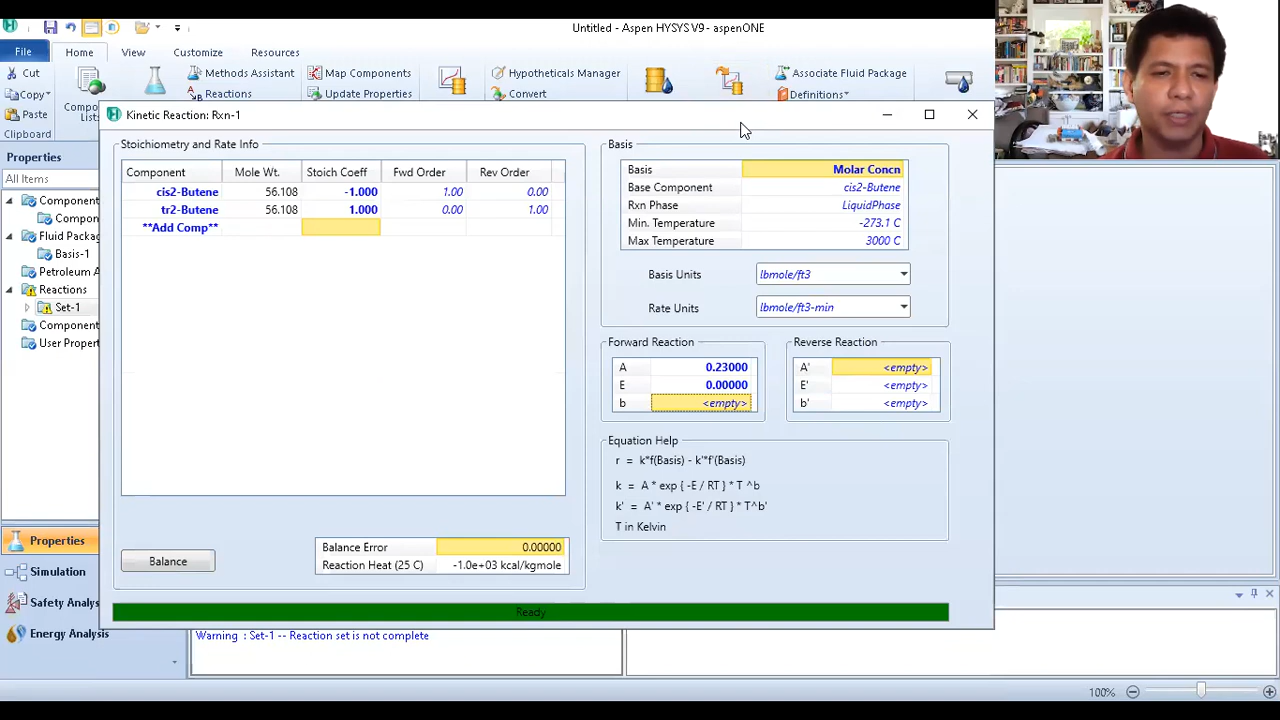 Untitled - Aspen HYSYS V9 - aspenONE
File
Home
View
Customize
Resources
Cut
Copy
Paste
Clipboard
Methods Assistant
Reactions
Map Components
Update Properties
Hypotheticals Manager
Convert
Associate Fluid Package
Definitions
Properties
All Items
Component
Compon
Fluid Packag
Basis-1
Petroleum A
Reactions
Set-1
Component
User Propert
Properties
Simulation
Safety Analys
Energy Analysis
Kinetic Reaction: Rxn-1
Stoichiometry and Rate Info
Component Mole Wt. Stoich Coeff Fwd Order Rev Order
cis2-Butene 56.108 -1.000 1.00 0.00
tr2-Butene 56.108 1.000 0.00 1.00
**Add Comp**
Balance
Balance Error 0.00000
Reaction Heat (25 C) -1.0e+03 kcal/kgmole
Basis
Basis Molar Concn
Base Component cis2-Butene
Rxn Phase LiquidPhase
Min. Temperature -273.1 C
Max Temperature 3000 C
Basis Units lbmole/ft3
Rate Units lbmole/ft3-min
Forward Reaction
A 0.23000
E 0.00000
b <empty>
Reverse Reaction
A' <empty>
E' <empty>
b' <empty>
Equation Help
r = k*f(Basis) - k'*f'(Basis)
k = A * exp { -E / RT } * T ^b
k' = A' * exp { -E' / RT } * T^b'
T in Kelvin
Ready
Warning : Set-1 -- Reaction set is not complete
100%